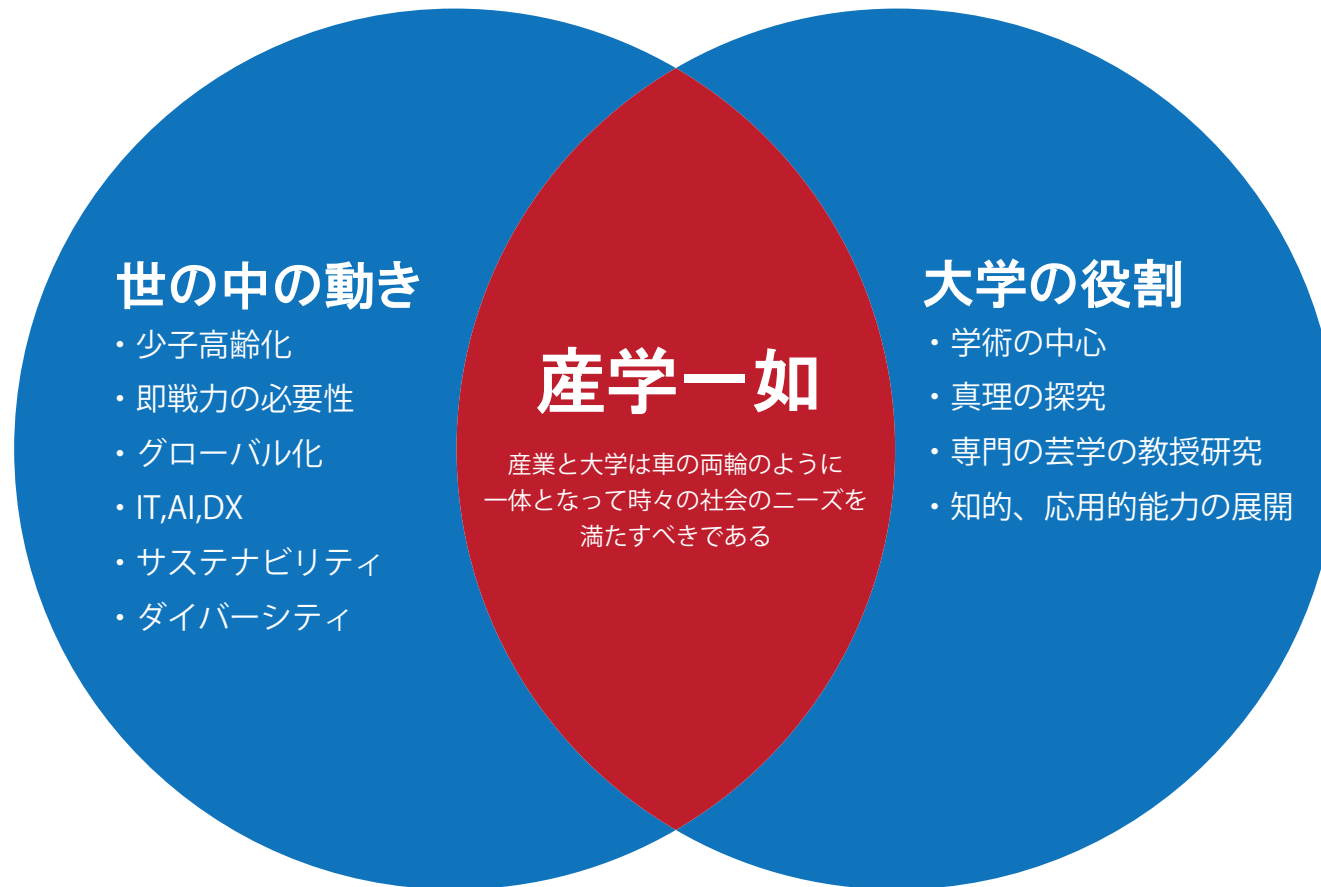 世の中の動き
・少子高齢化
・即戦力の必要性
・グローバル化
・IT,AI,DX
・サステナビリティ
・ダイバーシティ
産学一如
産業と大学は車の両輪のように
一体となって時々の社会のニーズを
満たすべきである
大学の役割
・学術の中心
・真理の探究
・専門の芸学の教授研究
・知的、応用的能力の展開